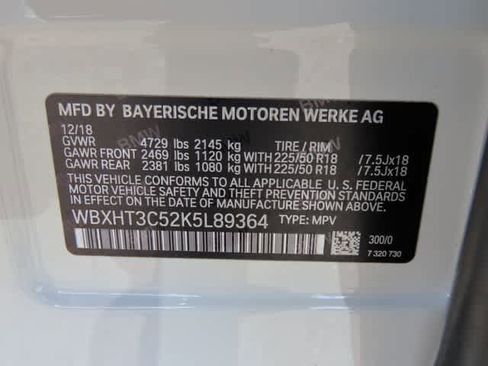 MFD BY BAYERISCHE MOTOREN WERKE AG
12/18
GVWR 4729 lbs 2145 kg TIRE / RIM
GAWR FRONT 2469 lbs 1120 kg WITH 225/50 R18 /7.5Jx18
GAWR REAR 2381 lbs 1080 kg WITH 225/50 R18 /7.5Jx18
THIS VEHICLE CONFORMS TO ALL APPLICABLE U. S. FEDERAL
MOTOR VEHICLE SAFETY AND THEFT PREVENTION STANDARDS
IN EFFECT ON THE DATE OF MANUFACTURE SHOWN ABOVE.
WBXHT3C52K5L89364 TYPE: MPV
300/0
T 320 T30